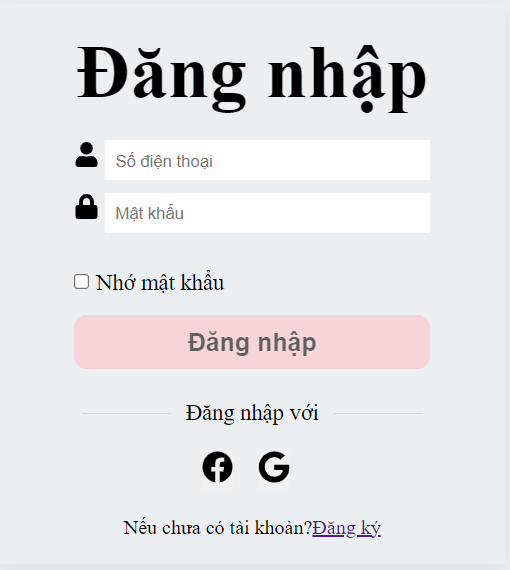 Đăng nhập
Số điện thoại
Mật khẩu
Nhớ mật khẩu
Đăng nhập
Đăng nhập với
Nếu chưa có tài khoản?Đăng ký